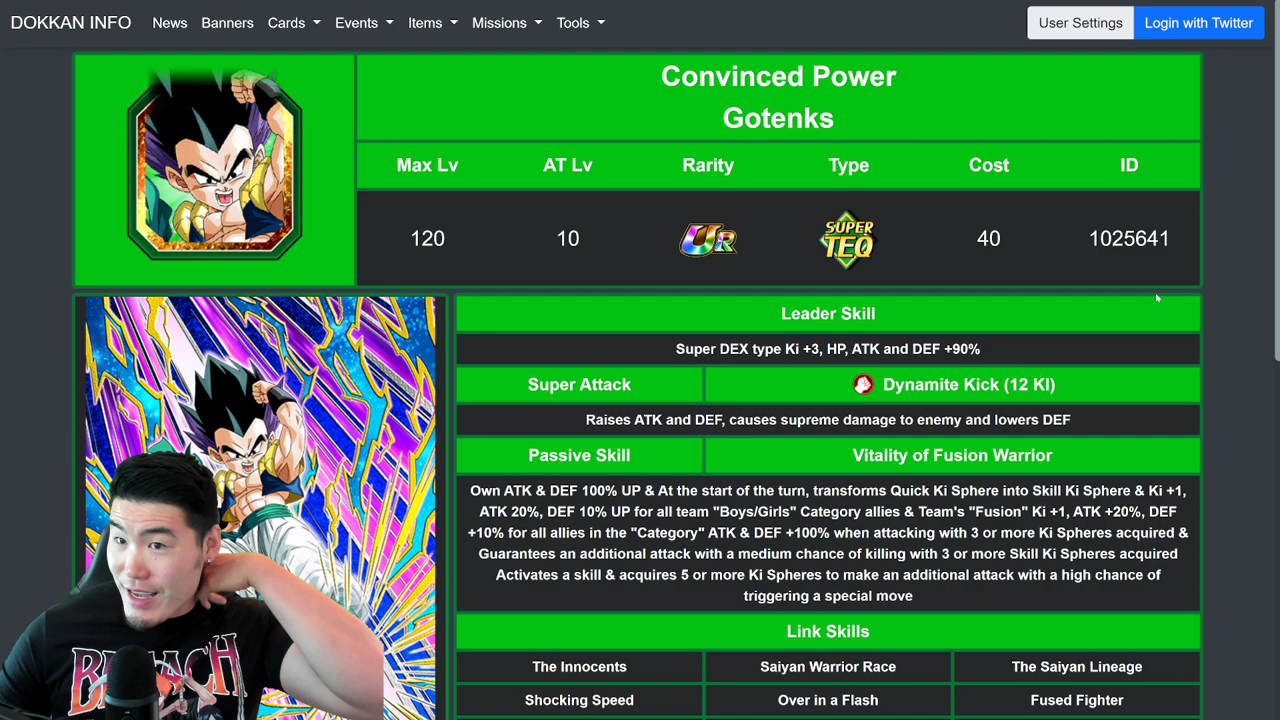 DOKKAN INFO News Banners Cards Events Items Missions Tools User Settings Login with Twitter
Convinced Power
Gotenks
Max Lv AT Lv Rarity Type Cost ID
120 10 UR SUPER TEQ 40 1025641
Leader Skill
Super DEX type Ki +3, HP, ATK and DEF +90%
Super Attack Dynamite Kick (12 KI)
Raises ATK and DEF, causes supreme damage to enemy and lowers DEF
Passive Skill Vitality of Fusion Warrior
Own ATK & DEF 100% UP & At the start of the turn, transforms Quick Ki Sphere into Skill Ki Sphere & Ki +1,
ATK 20%, DEF 10% UP for all team "Boys/Girls" Category allies & Team's "Fusion" Ki +1, ATK +20%, DEF
+10% for all allies in the "Category" ATK & DEF +100% when attacking with 3 or more Ki Spheres acquired &
Guarantees an additional attack with a medium chance of killing with 3 or more Skill Ki Spheres acquired
Activates a skill & acquires 5 or more Ki Spheres to make an additional attack with a high chance of
triggering a special move
Link Skills
The Innocents Saiyan Warrior Race The Saiyan Lineage
Shocking Speed Over in a Flash Fused Fighter